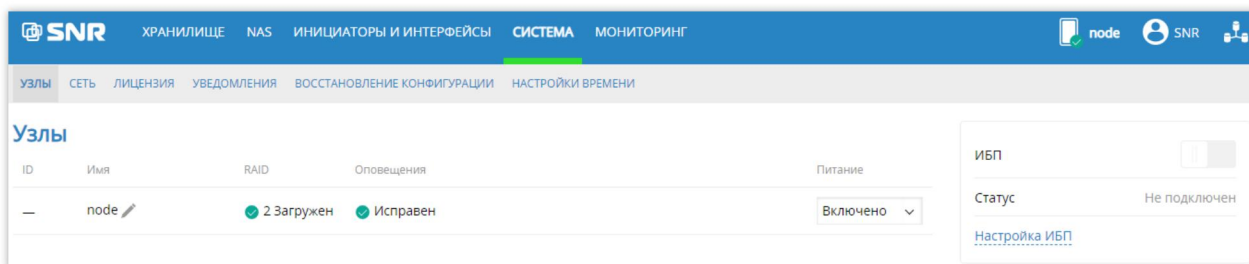 SNR ХРАНИЛИЩЕ NAS ИНИЦИАТОРЫ И ИНТЕРФЕЙСЫ СИСТЕМА МОНИТОРИНГ node SNR
УЗЛЫ СЕТЬ ЛИЦЕНЗИЯ УВЕДОМЛЕНИЯ ВОССТАНОВЛЕНИЕ КОНФИГУРАЦИИ НАСТРОЙКИ ВРЕМЕНИ
Узлы
ID Имя RAID Оповещения Питание
— node 2 Загружен Исправен Включено
ИБП
Статус Не подключен
Настройка ИБП